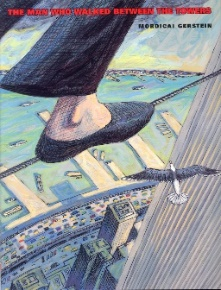 THE MAN WHO WALKED BETWEEN THE TOWERS
MORDICAI GERSTEIN